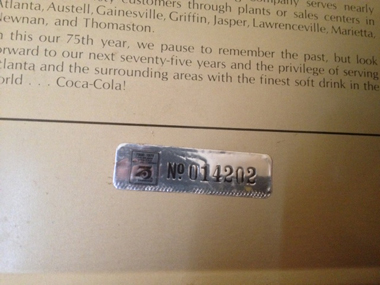 customers through plants or sales centers in
Atlanta, Austell, Gainesville, Griffin, Jasper, Lawrenceville, Marietta,
Newnan, and Thomaston.
n this our 75th year, we pause to remember the past, but look
orward to our next seventy-five years and the privilege of serving
tlanta and the surrounding areas with the finest soft drink in the
orld . . . Coca-Cola!
Nº 014202